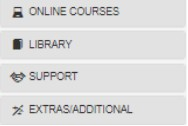 ONLINE COURSES
LIBRARY
SUPPORT
EXTRAS/ADDITIONAL